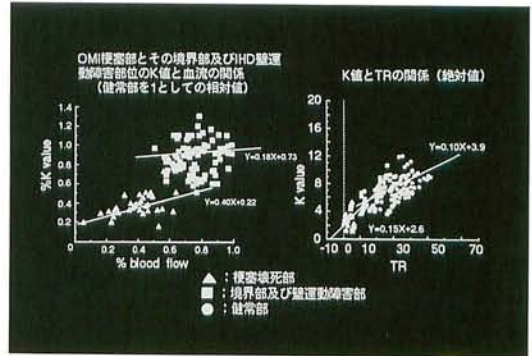 OMI梗塞部とその境界部及びIHD壁運
動障害部位のK値と血流の関係
(健常部を1としての相対値)
%K value
1.4
1.2
1.0
0.8
0.6
0.4
0.2
0
0.2
0.4
0.6
0.8
1.0
% blood flow
Y=0.18X+0.73
Y=0.40X+0.22
K値とTRの関係(絶対値)
K value
20
16
12
8
4
0
-10
0
10
30
50
70
TR
Y=0.10X+3.9
Y=0.15X+2.6
▲:梗塞壊死部
■:境界部及び壁運動障害部
●:健常部